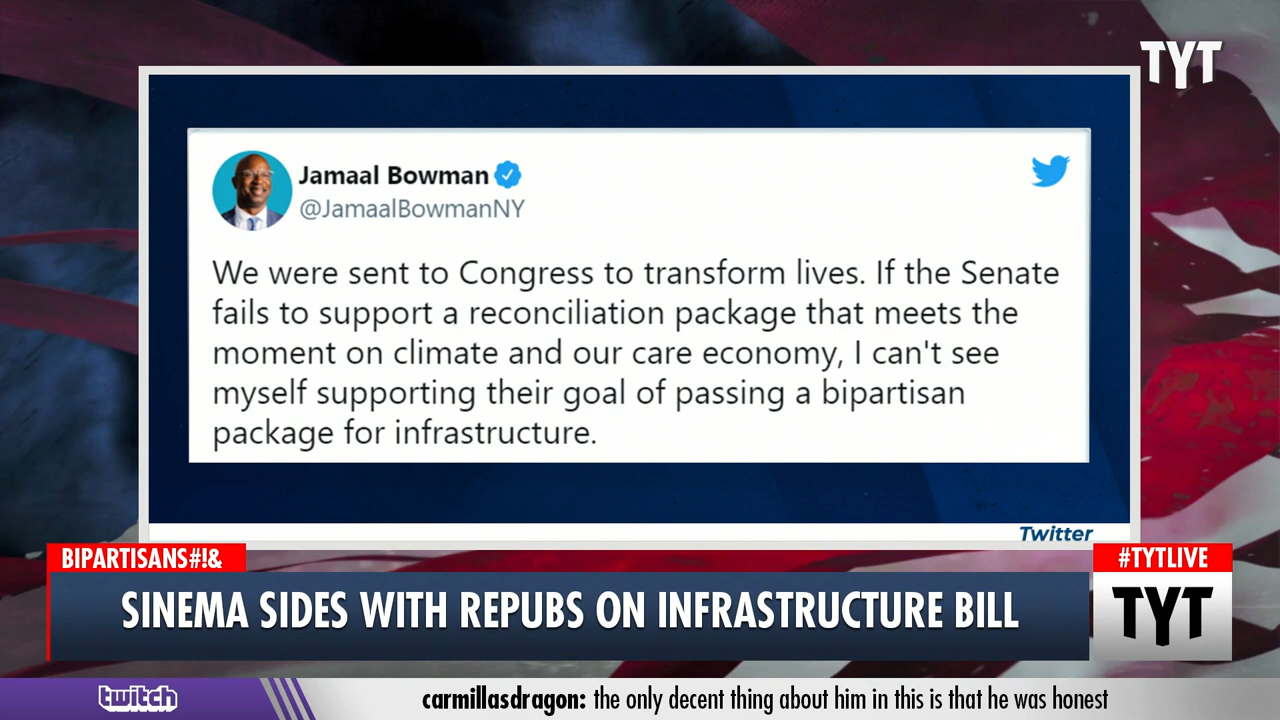 TYT
Jamaal Bowman
@JamaalBowmanNY
We were sent to Congress to transform lives. If the Senate
fails to support a reconciliation package that meets the
moment on climate and our care economy, I can't see
myself supporting their goal of passing a bipartisan
package for infrastructure.
Twitter
BIPARTISANS#!&
#TYTLIVE
SINEMA SIDES WITH REPUBS ON INFRASTRUCTURE BILL
TYT
twitch
carmillasdragon: the only decent thing about him in this is that he was honest